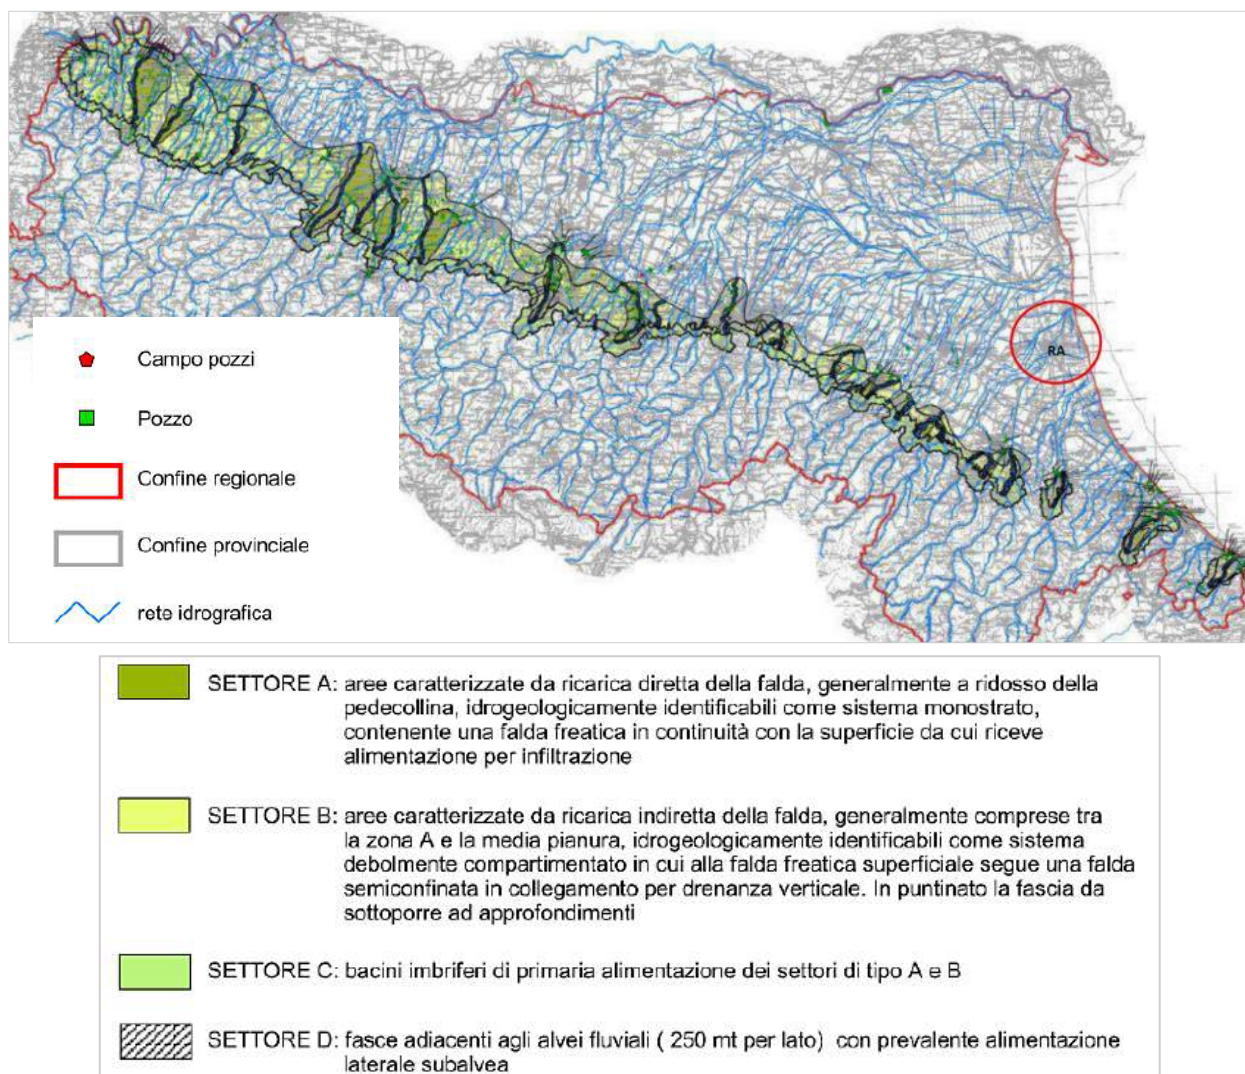 RA
Campo pozzi
Pozzo
Confine regionale
Confine provinciale
rete idrografica
SETTORE A: aree caratterizzate da ricarica diretta della falda, generalmente a ridosso della
pedecollina, idrogeologicamente identificabili come sistema monostrato,
contenente una falda freatica in continuità con la superficie da cui riceve
alimentazione per infiltrazione
SETTORE B: aree caratterizzate da ricarica indiretta della falda, generalmente comprese tra
la zona A e la media pianura, idrogeologicamente identificabili come sistema
debolmente compartimentato in cui alla falda freatica superficiale segue una falda
semiconfinata in collegamento per drenanza verticale. In puntinato la fascia da
sottoporre ad approfondimenti
SETTORE C: bacini imbriferi di primaria alimentazione dei settori di tipo A e B
SETTORE D: fasce adiacenti agli alvei fluviali ( 250 mt per lato) con prevalente alimentazione
laterale subalvea